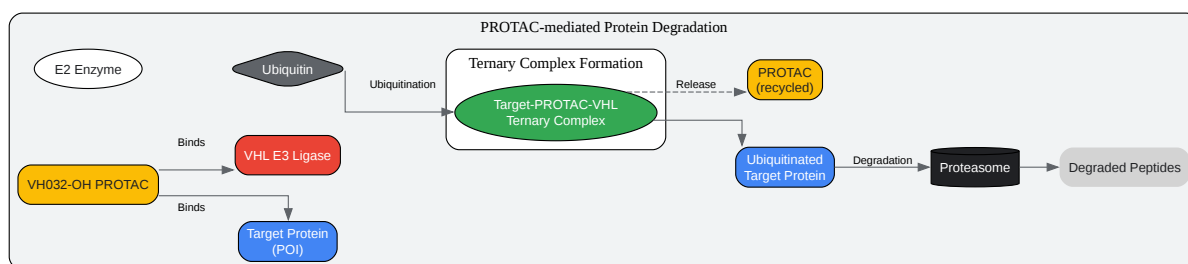 PROTAC-mediated Protein Degradation
E2 Enzyme
Ubiquitin
Ubiquitination
Ternary Complex Formation
Target-PROTAC-VHL
Ternary Complex
Release
PROTAC
(recycled)
Binds
VHL E3 Ligase
VH032-OH PROTAC
Binds
Target Protein
(POI)
Ubiquitinated
Target Protein
Degradation
Proteasome
Degraded Peptides